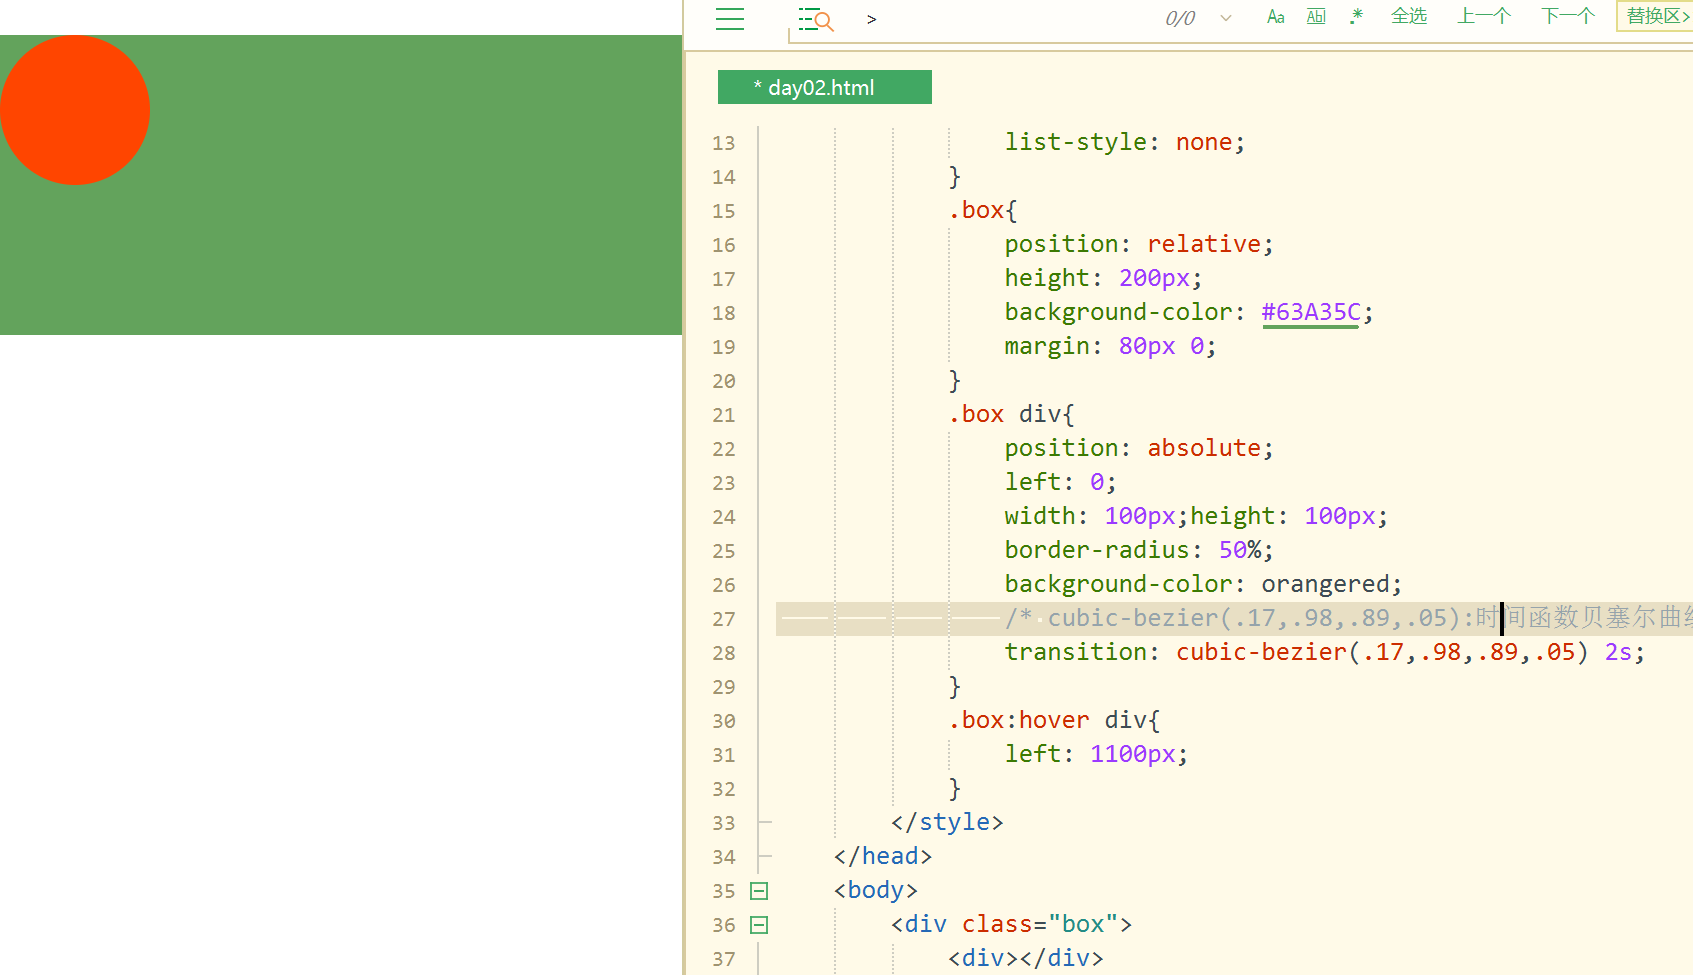 > 0/0 Aa Ab .* 全选 上一个 下一个 替换区>
* day02.html
13 list-style: none;
14 }
15 .box{
16 position: relative;
17 height: 200px;
18 background-color: #63A35C;
19 margin: 80px 0;
20 }
21 .box div{
22 position: absolute;
23 left: 0;
24 width: 100px;height: 100px;
25 border-radius: 50%;
26 background-color: orangered;
27 /* cubic-bezier(.17,.98,.89,.05):时间函数贝塞尔曲线
28 transition: cubic-bezier(.17,.98,.89,.05) 2s;
29 }
30 .box:hover div{
31 left: 1100px;
32 }
33 </style>
34 </head>
35 <body>
36 <div class="box">
37 <div></div>